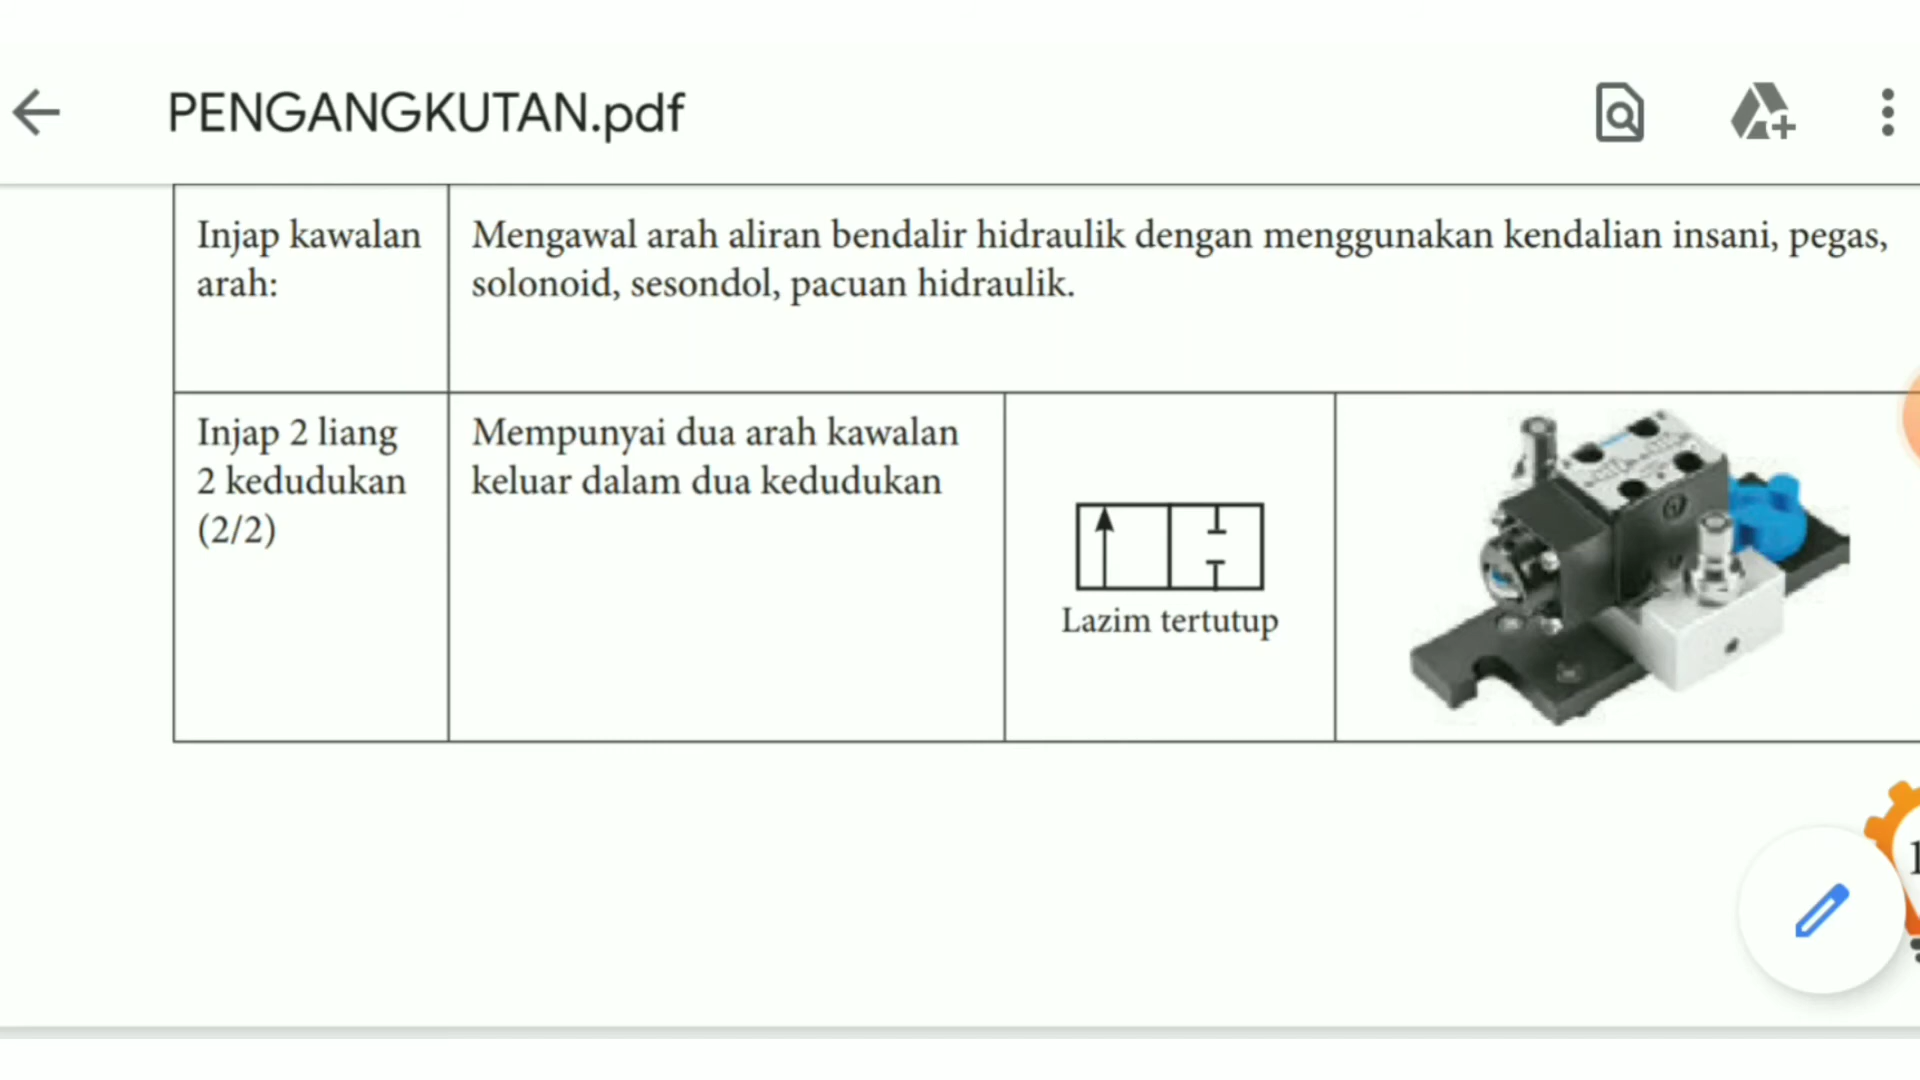 PENGANGKUTAN.pdf
Injap kawalan
arah:
Mengawal arah aliran bendalir hidraulik dengan menggunakan kendalian insani, pegas,
solonoid, sesondol, pacuan hidraulik.
Injap 2 liang
2 kedudukan
(2/2)
Mempunyai dua arah kawalan
keluar dalam dua kedudukan
Lazim tertutup